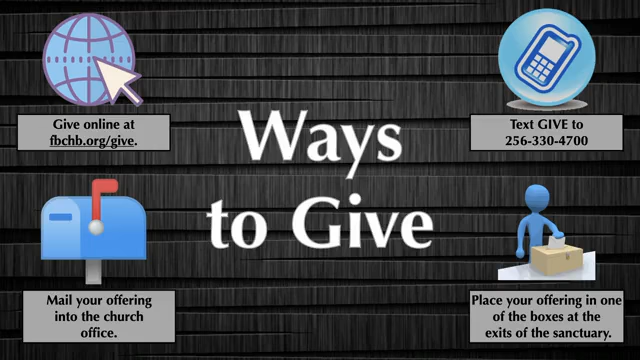 Give online at
fbchb.org/give.
Text GIVE to
256-330-4700
Ways
to Give
Mail your offering
into the church
office.
Place your offering in one
of the boxes at the
exits of the sanctuary.